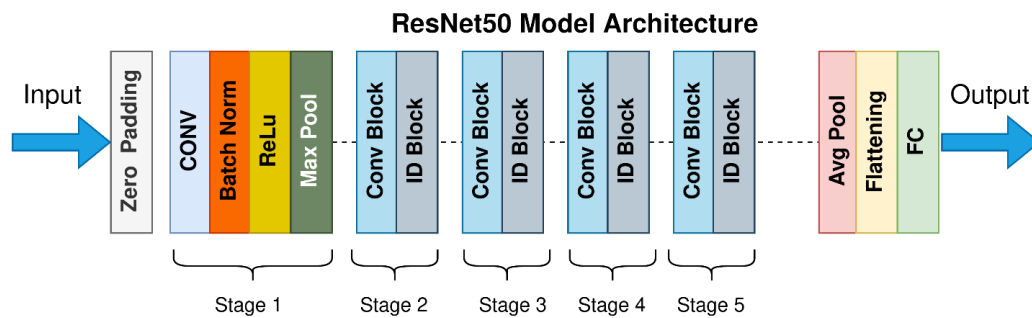 ResNet50 Model Architecture
Input
Zero Padding
CONV
Batch Norm
ReLu
Max Pool
Conv Block
ID Block
Conv Block
ID Block
Conv Block
ID Block
Conv Block
ID Block
Avg Pool
Flattening
FC
Output
Stage 1
Stage 2
Stage 3
Stage 4
Stage 5